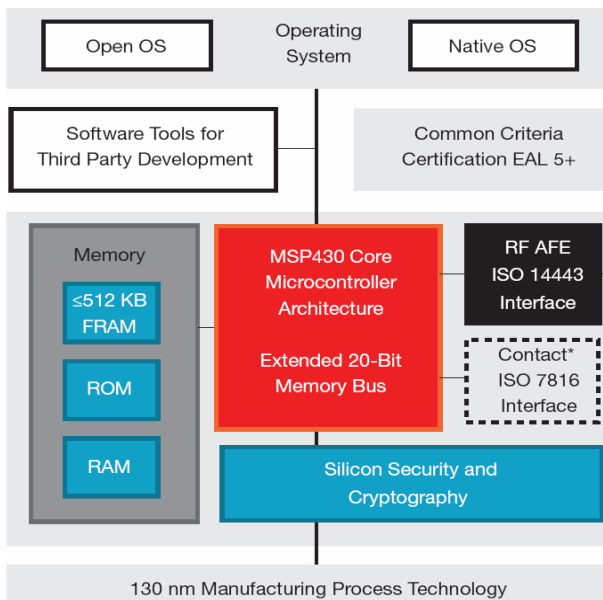 Open OS
Operating
System
Native OS
Software Tools for
Third Party Development
Common Criteria
Certification EAL 5+
Memory
≤512 KB
FRAM
ROM
RAM
MSP430 Core
Microcontroller
Architecture
Extended 20-Bit
Memory Bus
RF AFE
ISO 14443
Interface
Contact*
ISO 7816
Interface
Silicon Security and
Cryptography
130 nm Manufacturing Process Technology